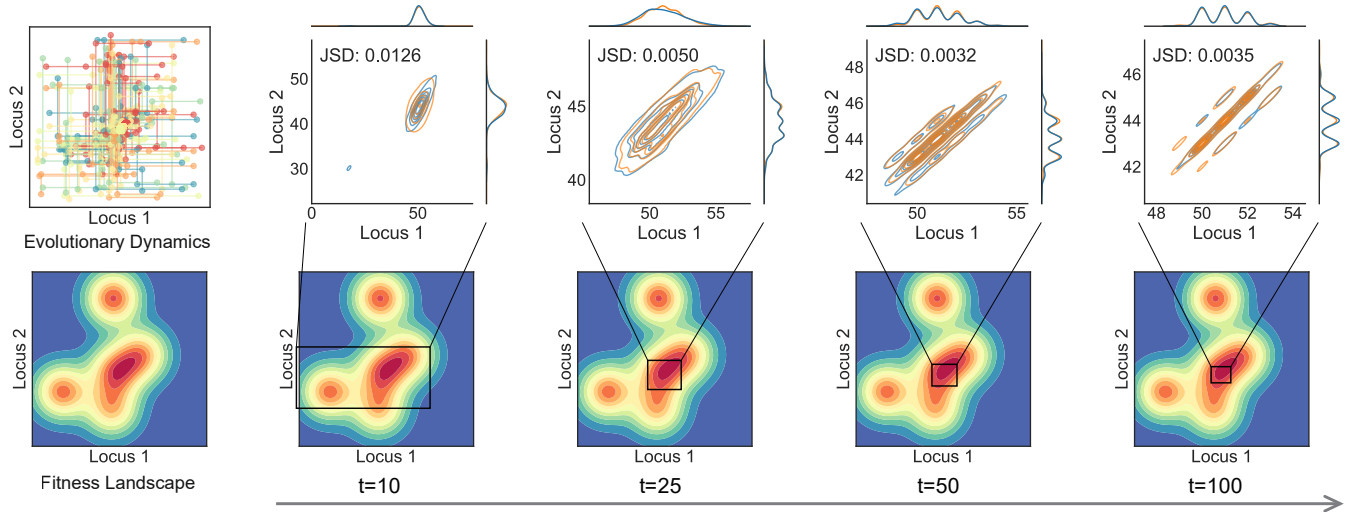 Locus 2
Locus 1
Evolutionary Dynamics
JSD: 0.0126
Locus 2
50
40
30
0
50
Locus 1
JSD: 0.0050
Locus 2
45
40
50
55
Locus 1
JSD: 0.0032
Locus 2
48
46
44
42
50
55
Locus 1
JSD: 0.0035
Locus 2
46
44
42
48
50
52
54
Locus 1
Locus 2
Locus 1
Fitness Landscape
Locus 2
Locus 1
t=10
Locus 2
Locus 1
t=25
Locus 2
Locus 1
t=50
Locus 2
Locus 1
t=100